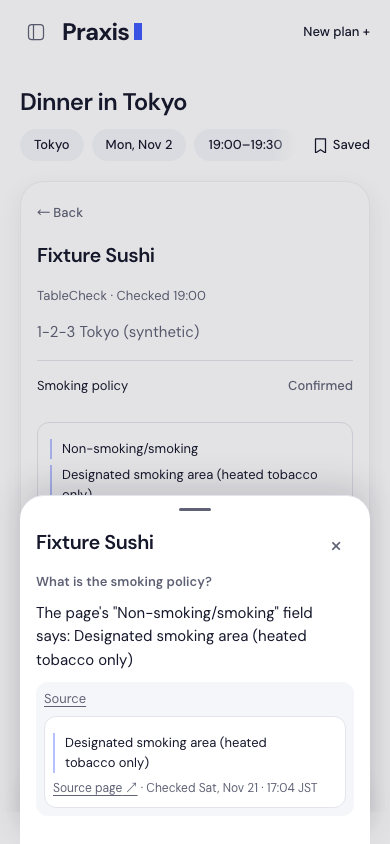 Praxis
New plan +
Dinner in Tokyo
Tokyo
Mon, Nov 2
19:00–19:30
Saved
← Back
Fixture Sushi
TableCheck · Checked 19:00
1-2-3 Tokyo (synthetic)
Smoking policy
Confirmed
Non-smoking/smoking
Designated smoking area (heated tobacco
only)
Fixture Sushi
×
What is the smoking policy?
The page's "Non-smoking/smoking" field
says: Designated smoking area (heated
tobacco only)
Source
Designated smoking area (heated
tobacco only)
Source page ↗ · Checked Sat, Nov 21 · 17:04 JST